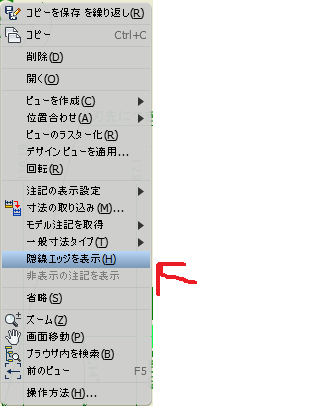 コピーを保存 を繰り返し(R)
コピー Ctrl+C
削除(D)
開く(O)
ビューを作成(C)
位置合わせ(A)
ビューのラスター化(R)
デザインビューを適用...
回転(R)
注記の表示設定
寸法の取り込み(M)...
モデル注記を取得
一般寸法タイプ(T)
隠線エッジを表示(H)
非表示の注記を表示
省略(S)
ズーム(Z)
画面移動(P)
ブラウザ内を検索(B)
前のビュー F5
操作方法(H)...